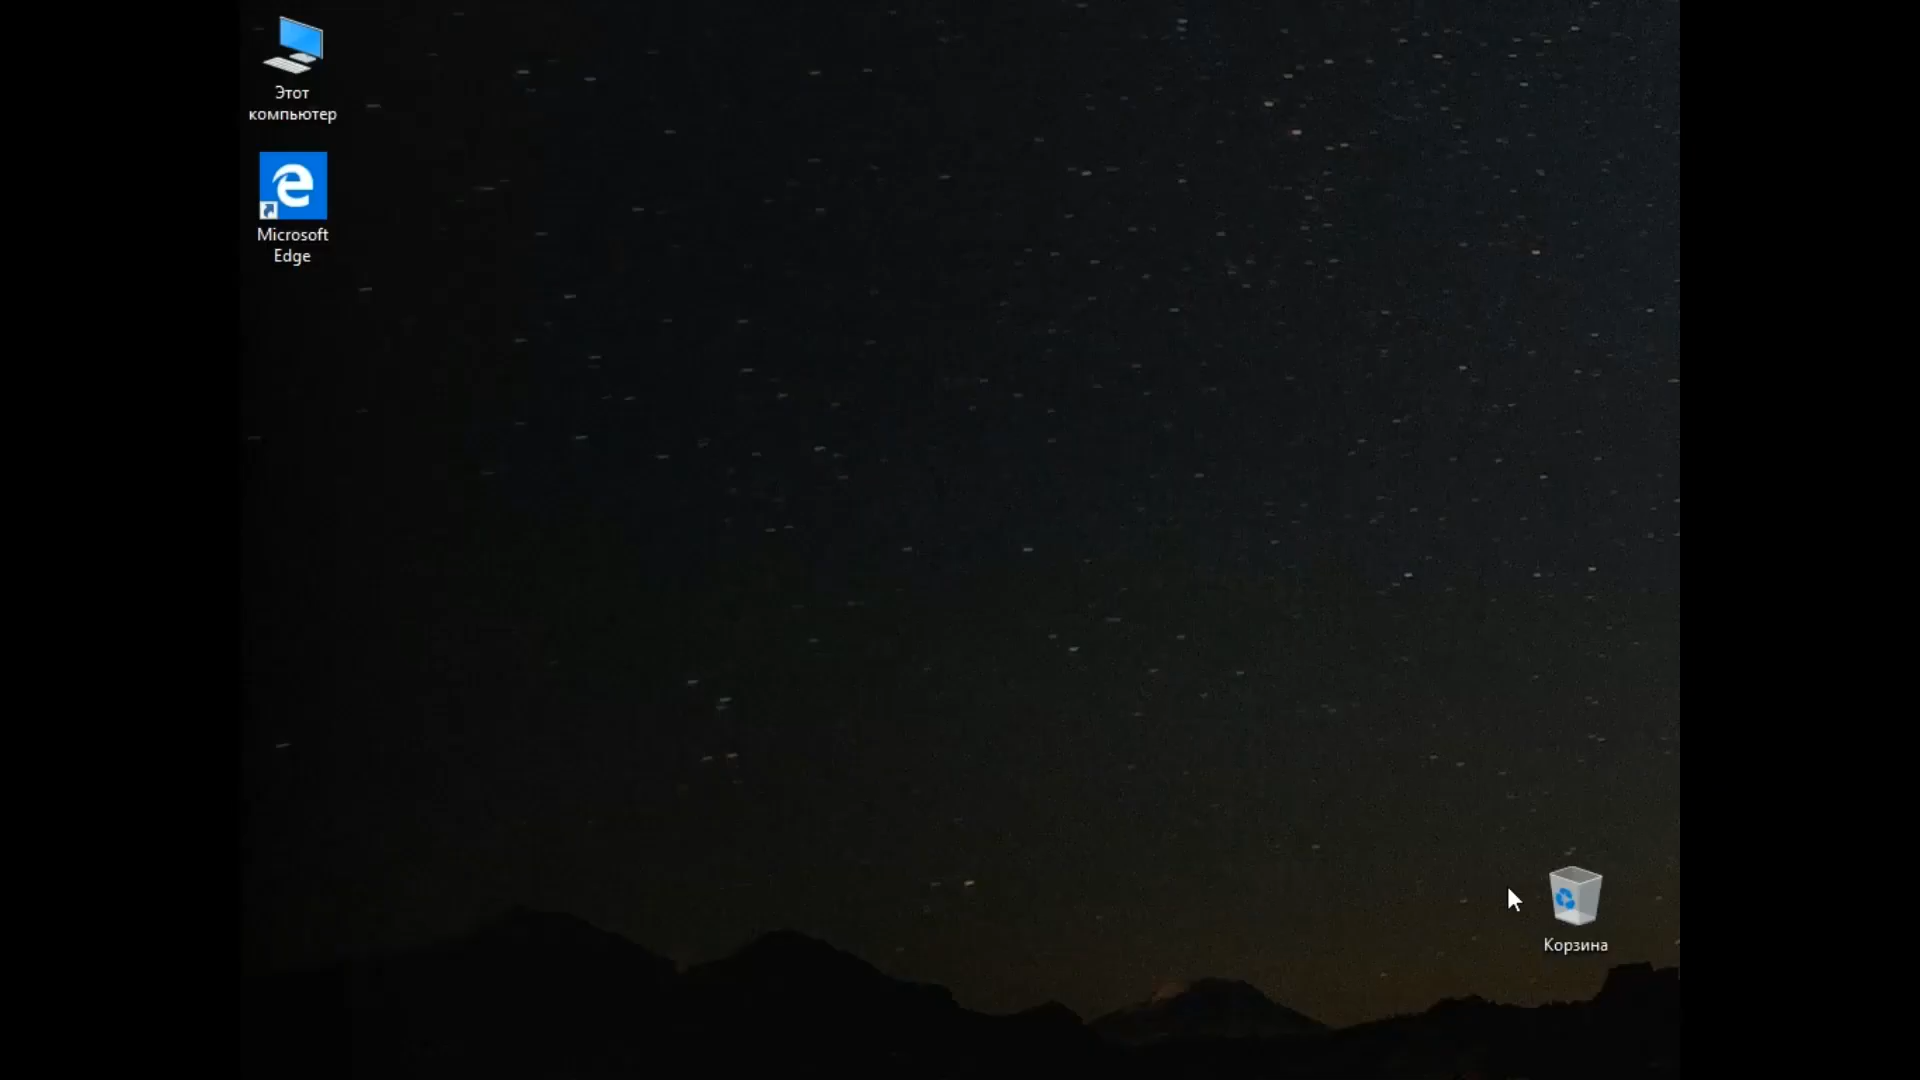 Этот
компьютер
Microsoft
Edge
Корзина